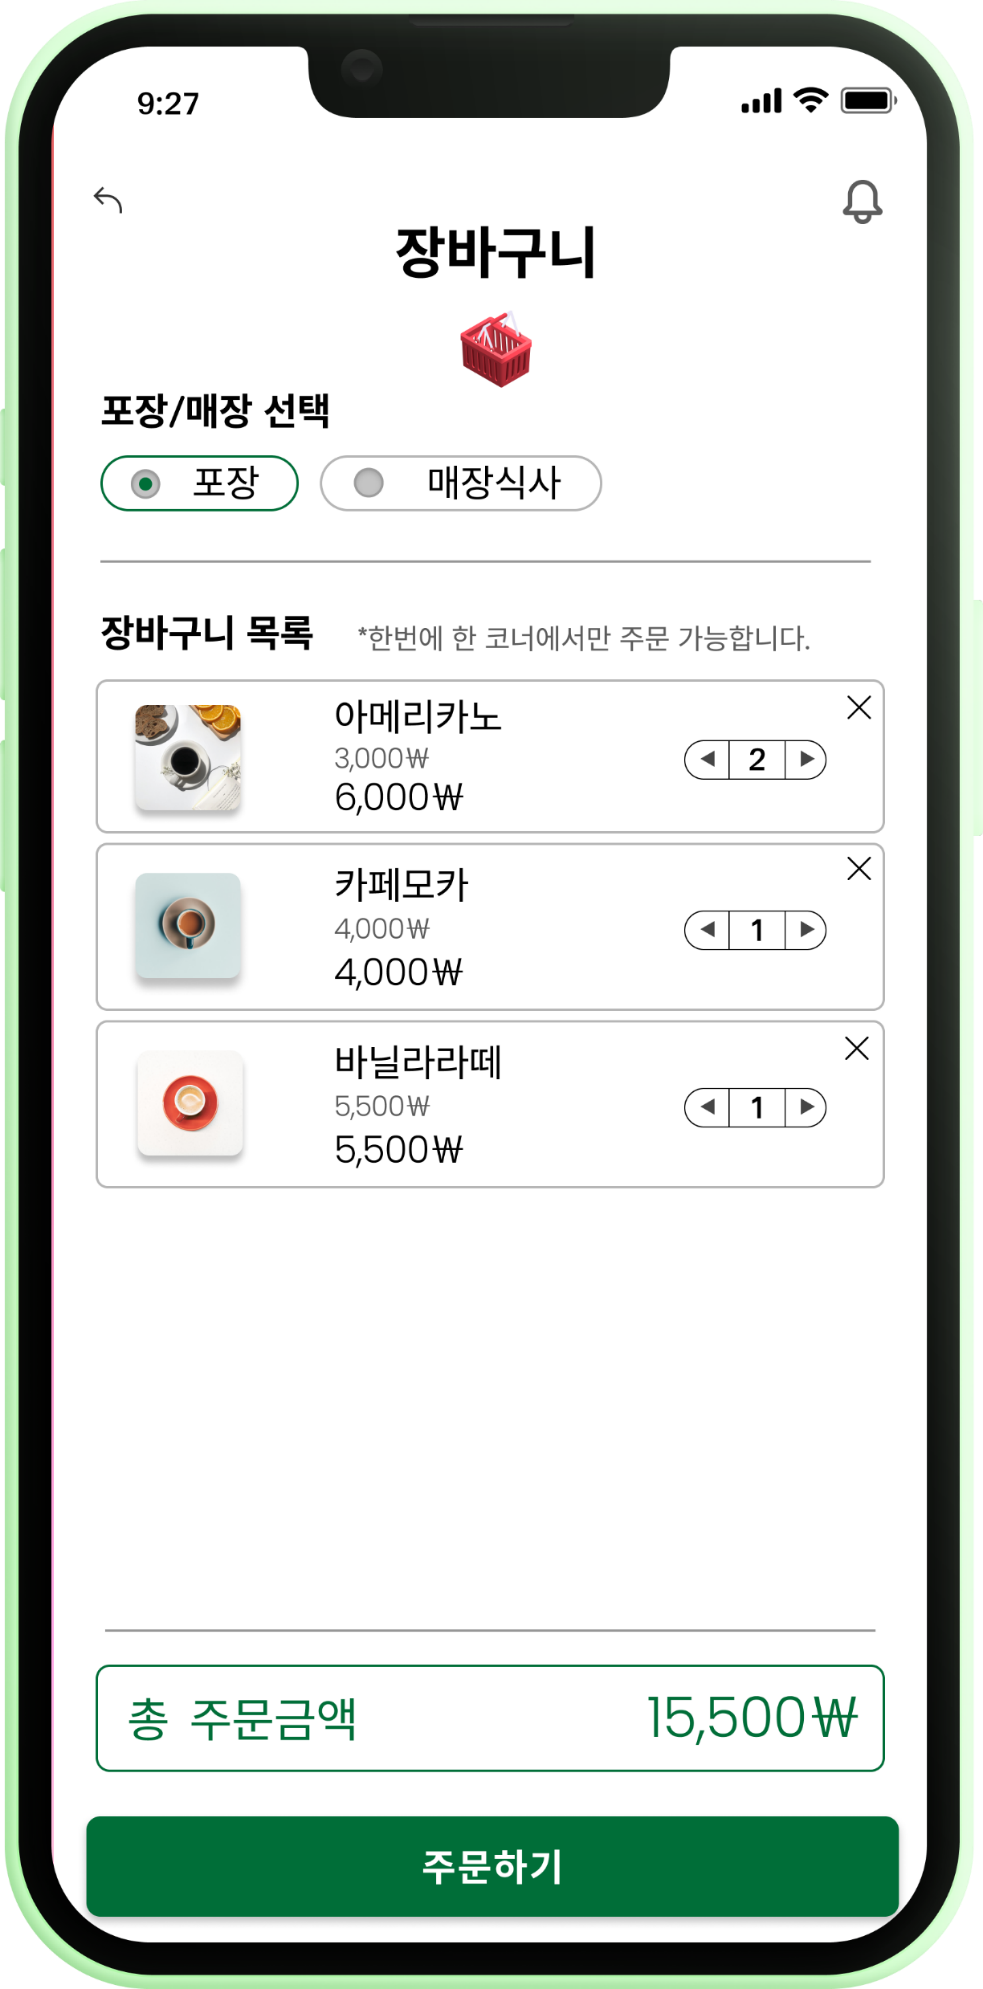 9:27
장바구니
포장/매장 선택
포장 매장식사
장바구니 목록 *한번에 한 코너에서만 주문 가능합니다.
아메리카노
3,000₩
2
6,000₩
카페모카
4,000₩
1
4,000₩
바닐라라떼
5,500₩
1
5,500₩
총 주문금액 15,500₩
주문하기